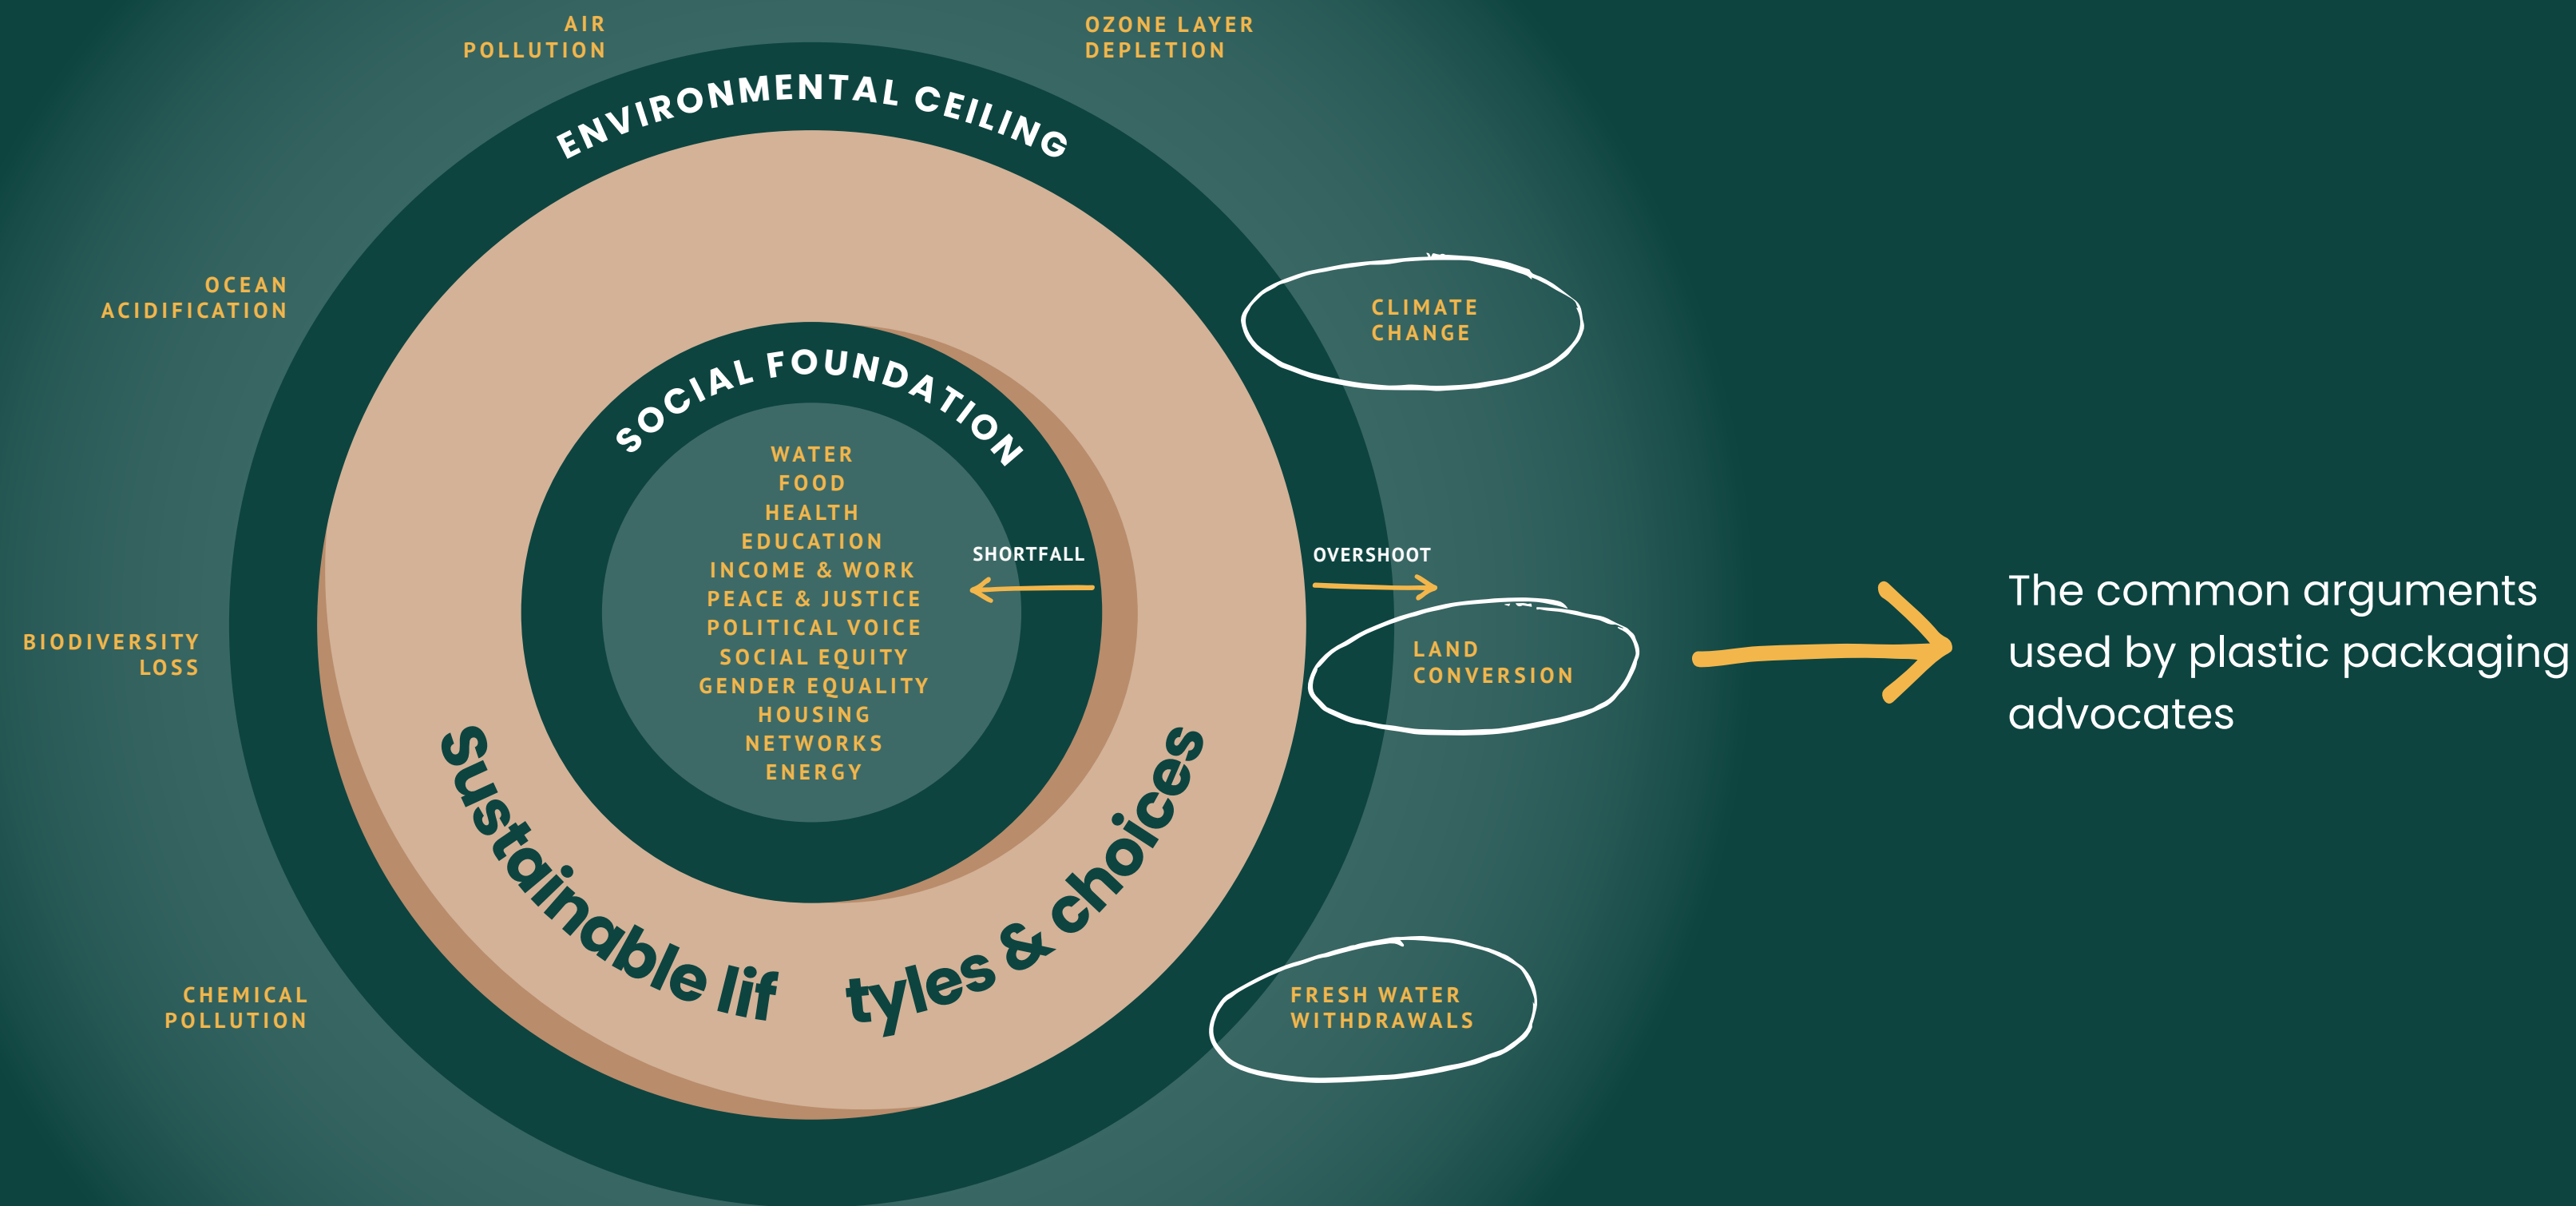 AIR
POLLUTION
OZONE LAYER
DEPLETION
ENVIRONMENTAL CEILING
OCEAN
ACIDIFICATION
CLIMATE
CHANGE
SOCIAL FOUNDATION
WATER
FOOD
HEALTH
EDUCATION
INCOME & WORK
PEACE & JUSTICE
POLITICAL VOICE
SOCIAL EQUITY
GENDER EQUALITY
HOUSING
NETWORKS
ENERGY
SHORTFALL
OVERSHOOT
BIODIVERSITY
LOSS
LAND
CONVERSION
The common arguments
used by plastic packaging
advocates
Sustainable lif tyles & choices
CHEMICAL
POLLUTION
FRESH WATER
WITHDRAWALS